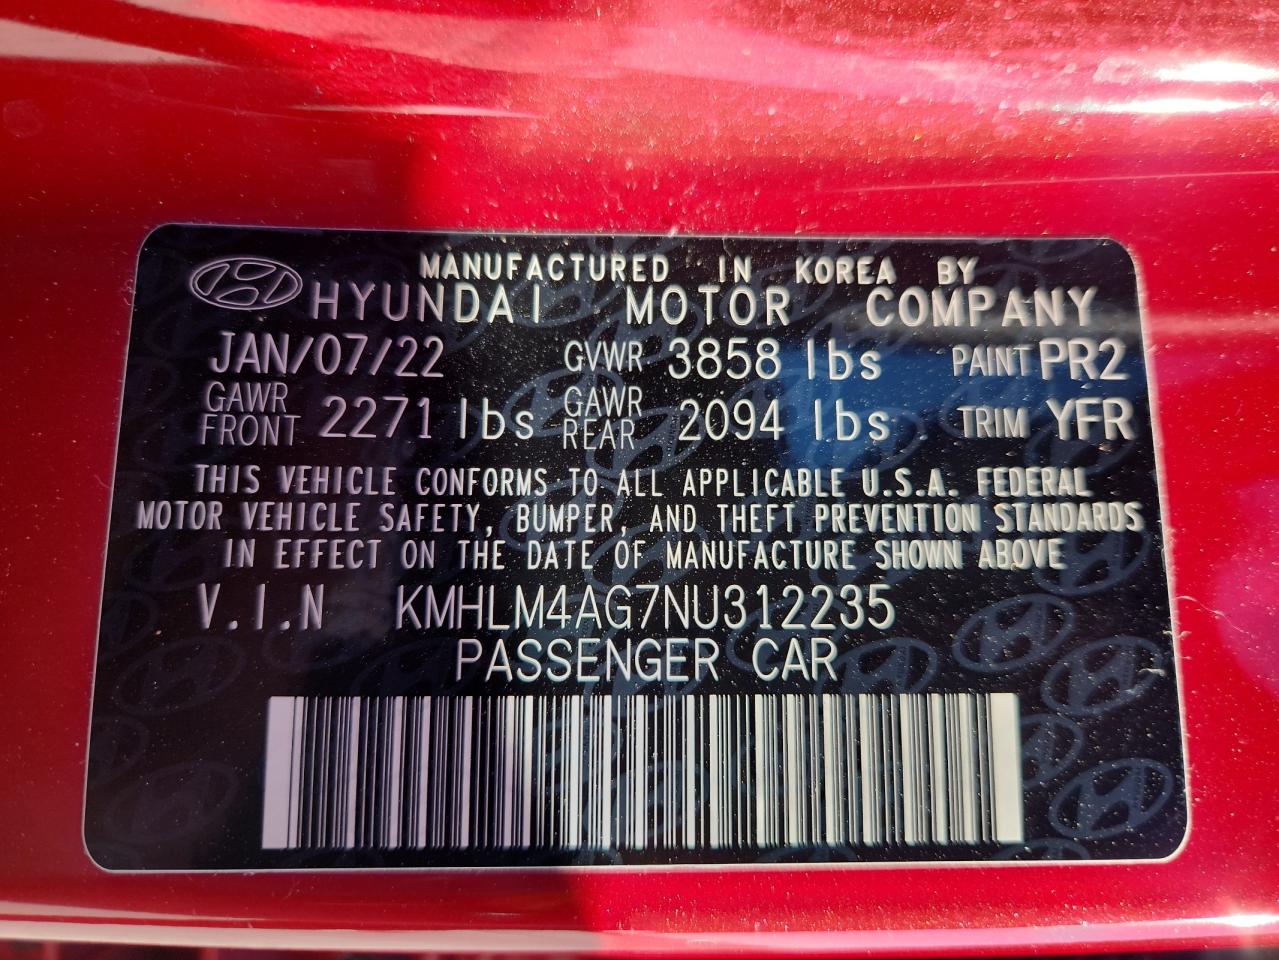 MANUFACTURED IN KOREA BY
HYUNDAI MOTOR COMPANY
JAN/07/22 GVWR 3858 lbs PAINT PR2
GAWR FRONT 2271 lbs GAWR REAR 2094 lbs TRIM YFR
THIS VEHICLE CONFORMS TO ALL APPLICABLE U.S.A. FEDERAL
MOTOR VEHICLE SAFETY, BUMPER, AND THEFT PREVENTION STANDARDS
IN EFFECT ON THE DATE OF MANUFACTURE SHOWN ABOVE
V.I.N KMHLM4AG7NU312235
PASSENGER CAR